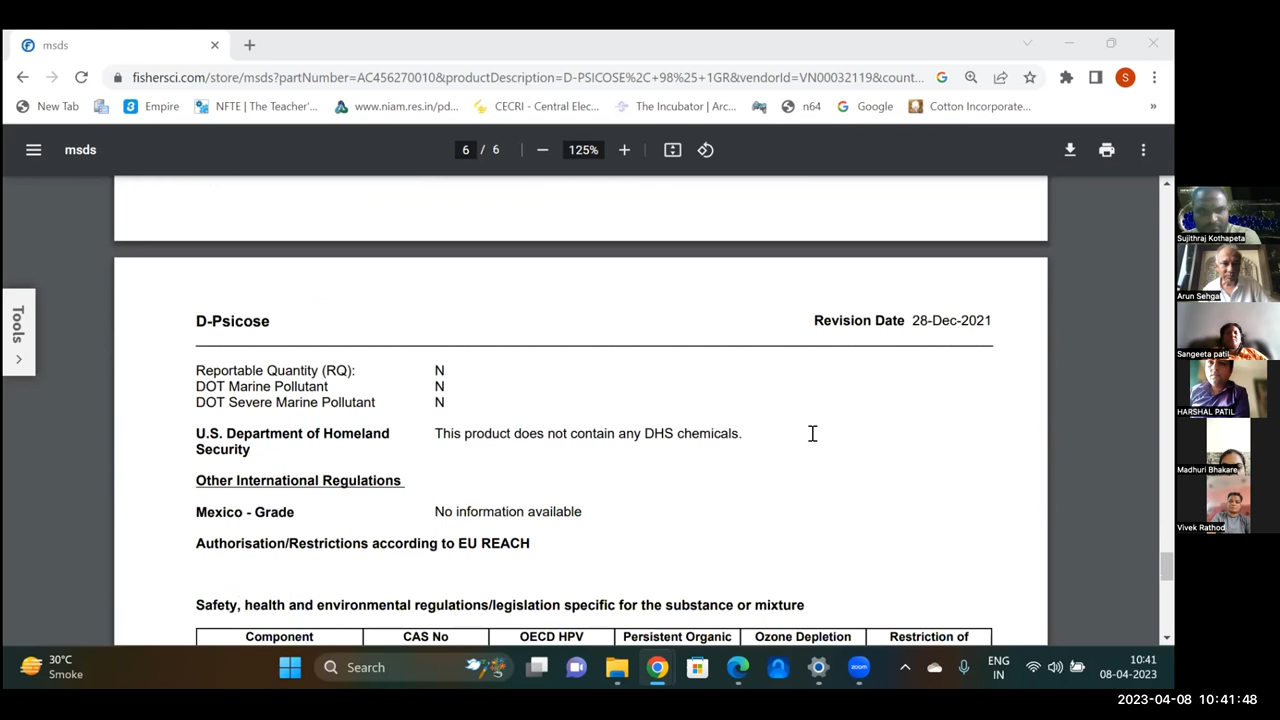 msds
fishersci.com/store/msds?partNumber=AC456270010&productDescription=D-PSICOSE%2C+98%25+1GR&vendorId=VN00032119&count...
New Tab
Empire
NFTE | The Teacher'...
www.niam.res.in/pd...
CECRI - Central Elec...
The Incubator | Arc...
n64
Google
Cotton Incorporate...
»
S
msds
6 / 6
125%
Tools
D-Psicose
Revision Date 28-Dec-2021
Reportable Quantity (RQ): N
DOT Marine Pollutant N
DOT Severe Marine Pollutant N
U.S. Department of Homeland This product does not contain any DHS chemicals.
Security
Other International Regulations
Mexico - Grade No information available
Authorisation/Restrictions according to EU REACH
Safety, health and environmental regulations/legislation specific for the substance or mixture
Component CAS No OECD HPV Persistent Organic Ozone Depletion Restriction of
Sujithraj Kothapeta
Arun Sehgal
Sangeeta patil
HARSHAL PATIL
Madhuri Bhakare
Vivek Rathod
30°C
Smoke
Search
zoom
ENG
IN
10:41
08-04-2023
2023-04-08 10:41:48